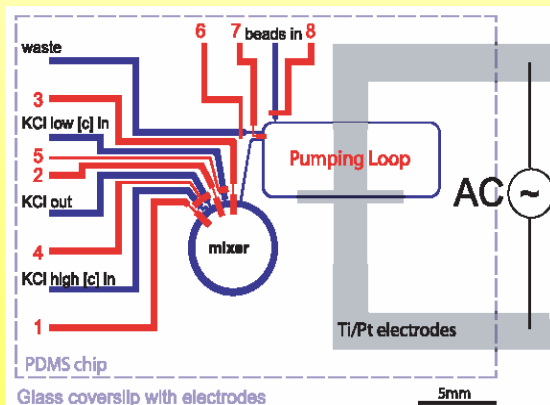 6
7
beads in
8
waste
3
KCl low [c] in
5
2
KCl out
4
KCl high [c] in
1
Pumping Loop
mixer
AC
~
Ti/Pt electrodes
PDMS chip
Glass coverslip with electrodes
5mm